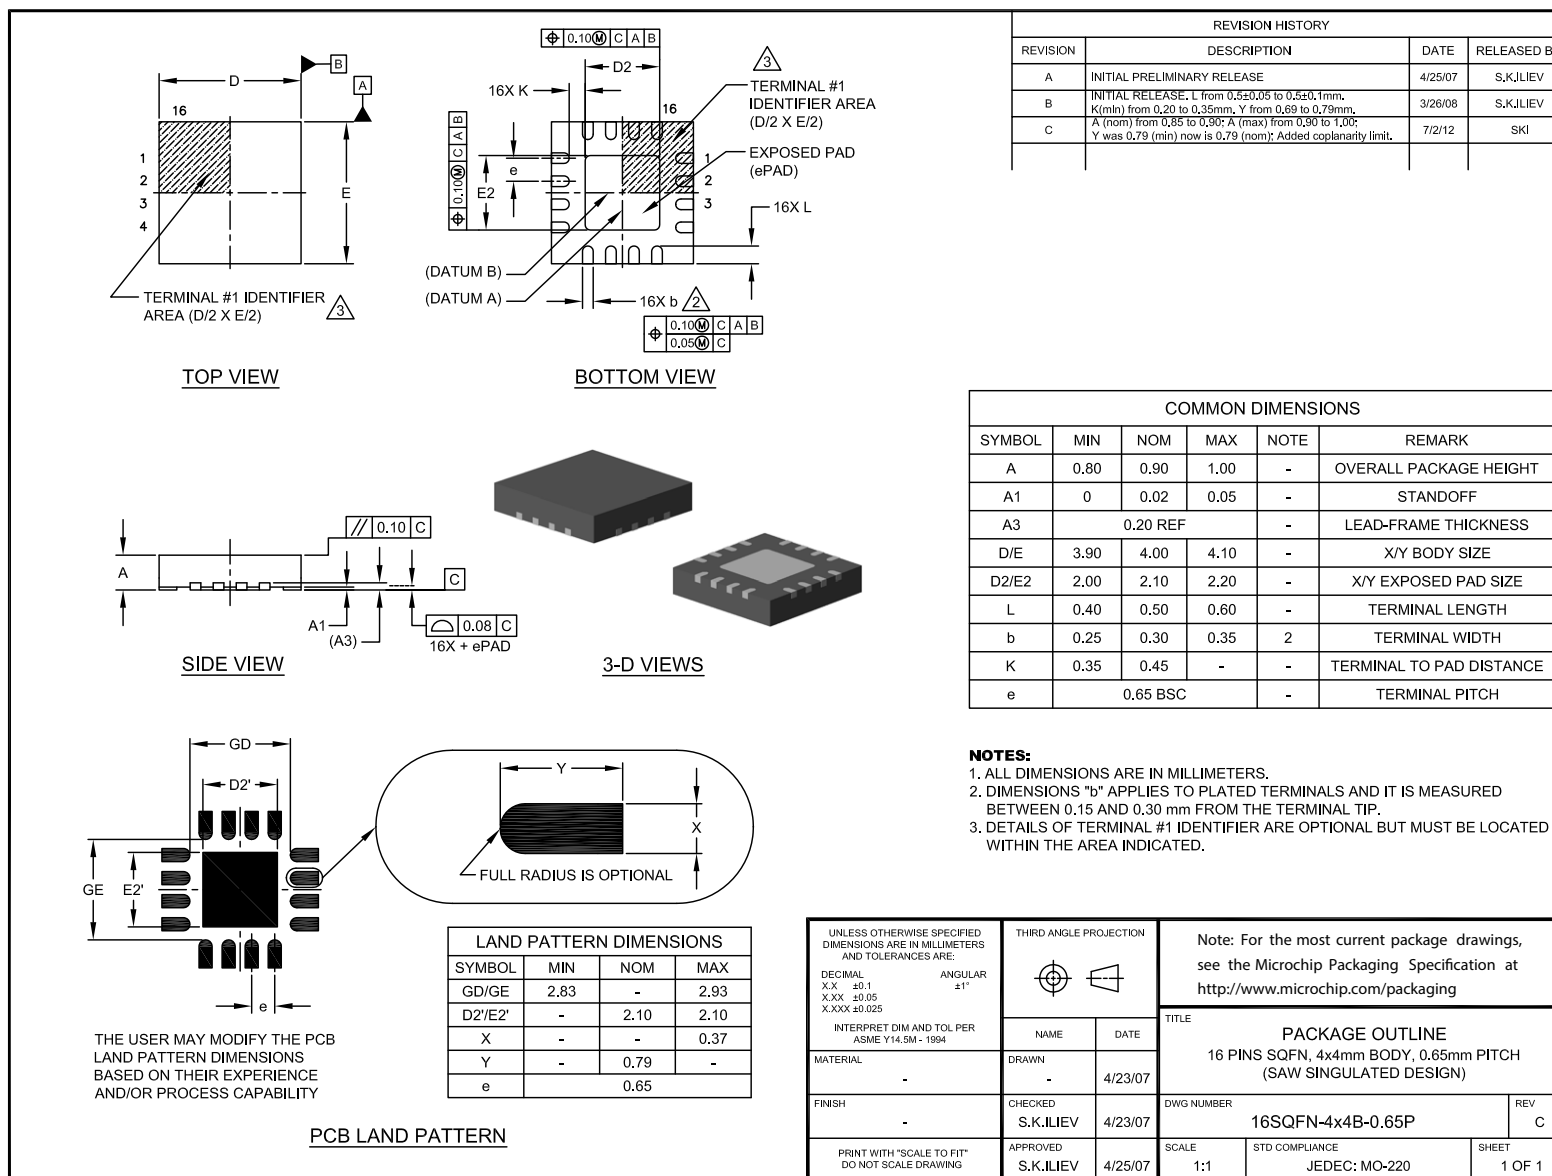 REVISION HISTORY
REVISION DESCRIPTION DATE RELEASED B
A INITIAL PRELIMINARY RELEASE 4/25/07 S.K.ILIEV
B INITIAL RELEASE. L from 0.5±0.05 to 0.5±0.1mm.
K(min) from 0.20 to 0.35mm. Y from 0.69 to 0.79mm. 3/26/08 S.K.ILIEV
C A (nom) from 0.85 to 0.90; A (max) from 0.90 to 1.00;
Y was 0.79 (min) now is 0.79 (nom); Added coplanarity limit. 7/2/12 SKI
D
B
A
16
1
2
3
4
E
TERMINAL #1 IDENTIFIER
AREA (D/2 X E/2)
3
TOP VIEW
0.10 M C A B
D2
16X K
16
3
TERMINAL #1
IDENTIFIER AREA
(D/2 X E/2)
EXPOSED PAD
(ePAD)
0.10 M C A B
E2
e
1
2
3
16X L
(DATUM B)
(DATUM A)
16X b
2
0.10 M C A B
0.05 M C
BOTTOM VIEW
A
// 0.10 C
C
A1
(A3)
0.08 C
16X + ePAD
SIDE VIEW
3-D VIEWS
COMMON DIMENSIONS
SYMBOL MIN NOM MAX NOTE REMARK
A 0.80 0.90 1.00 - OVERALL PACKAGE HEIGHT
A1 0 0.02 0.05 - STANDOFF
A3 0.20 REF - LEAD-FRAME THICKNESS
D/E 3.90 4.00 4.10 - X/Y BODY SIZE
D2/E2 2.00 2.10 2.20 - X/Y EXPOSED PAD SIZE
L 0.40 0.50 0.60 - TERMINAL LENGTH
b 0.25 0.30 0.35 2 TERMINAL WIDTH
K 0.35 0.45 - - TERMINAL TO PAD DISTANCE
e 0.65 BSC - TERMINAL PITCH
NOTES:
1. ALL DIMENSIONS ARE IN MILLIMETERS.
2. DIMENSIONS "b" APPLIES TO PLATED TERMINALS AND IT IS MEASURED
BETWEEN 0.15 AND 0.30 mm FROM THE TERMINAL TIP.
3. DETAILS OF TERMINAL #1 IDENTIFIER ARE OPTIONAL BUT MUST BE LOCATED
WITHIN THE AREA INDICATED.
GD
D2'
GE
E2'
e
Y
X
FULL RADIUS IS OPTIONAL
THE USER MAY MODIFY THE PCB
LAND PATTERN DIMENSIONS
BASED ON THEIR EXPERIENCE
AND/OR PROCESS CAPABILITY
LAND PATTERN DIMENSIONS
SYMBOL MIN NOM MAX
GD/GE 2.83 - 2.93
D2'/E2' - 2.10 2.10
X - - 0.37
Y - 0.79 -
e 0.65
PCB LAND PATTERN
UNLESS OTHERWISE SPECIFIED
DIMENSIONS ARE IN MILLIMETERS
AND TOLERANCES ARE:
DECIMAL ANGULAR
X.X ±0.1 ±1°
X.XX ±0.05
X.XXX ±0.025
INTERPRET DIM AND TOL PER
ASME Y14.5M - 1994
MATERIAL
-
FINISH
-
PRINT WITH "SCALE TO FIT"
DO NOT SCALE DRAWING
THIRD ANGLE PROJECTION
NAME DATE
DRAWN
- 4/23/07
CHECKED
S.K.ILIEV 4/23/07
APPROVED
S.K.ILIEV 4/25/07
Note: For the most current package drawings,
see the Microchip Packaging Specification at
http://www.microchip.com/packaging
TITLE
PACKAGE OUTLINE
16 PINS SQFN, 4x4mm BODY, 0.65mm PITCH
(SAW SINGULATED DESIGN)
DWG NUMBER REV
16SQFN-4x4B-0.65P C
SCALE STD COMPLIANCE SHEET
1:1 JEDEC: MO-220 1 OF 1